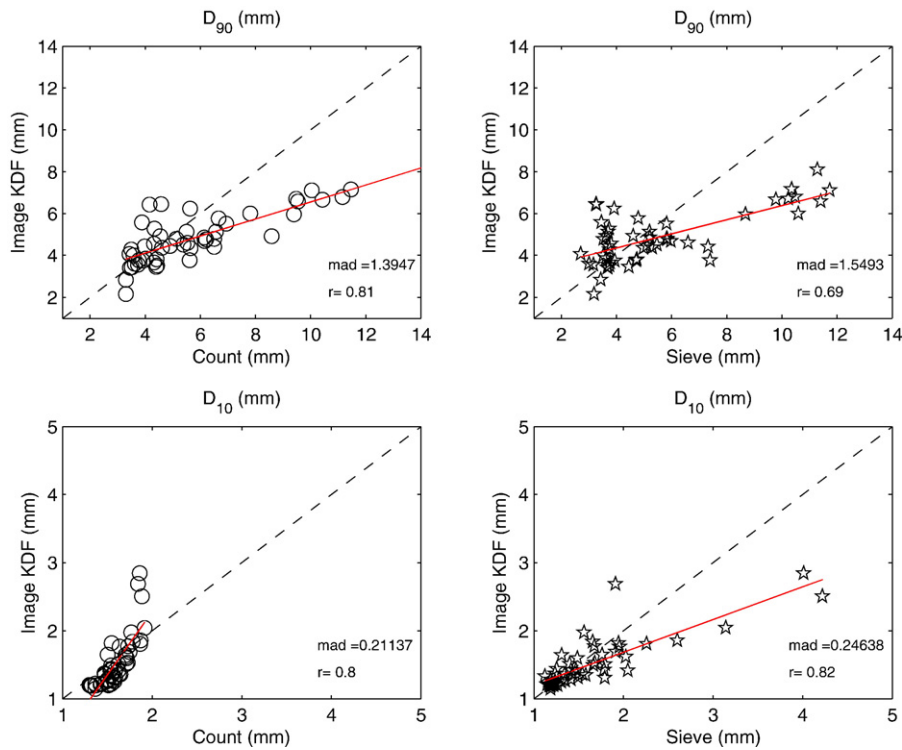 D90 (mm)
14
12
10
8
6
4
2
Image KDF (mm)
mad =1.3947
r= 0.81
2 4 6 8 10 12 14
Count (mm)
D90 (mm)
14
12
10
8
6
4
2
Image KDF (mm)
mad =1.5493
r= 0.69
2 4 6 8 10 12 14
Sieve (mm)
D10 (mm)
5
4
3
2
1
Image KDF (mm)
mad =0.21137
r= 0.8
1 2 3 4 5
Count (mm)
D10 (mm)
5
4
3
2
1
Image KDF (mm)
mad =0.24638
r= 0.82
1 2 3 4 5
Sieve (mm)